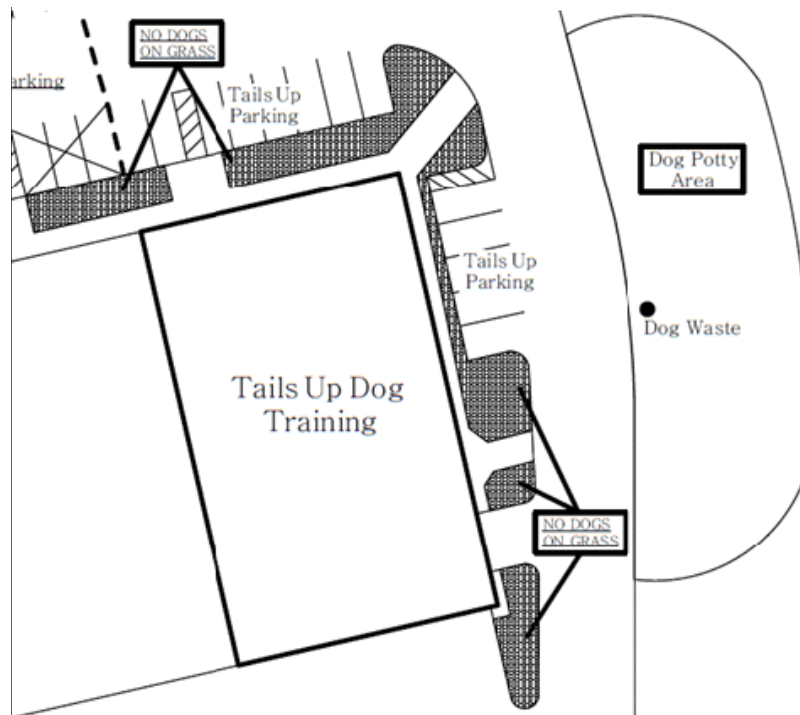 NO DOGS
ON GRASS
arking
Tails Up
Parking
Dog Potty
Area
Tails Up
Parking
Dog Waste
Tails Up Dog
Training
NO DOGS
ON GRASS